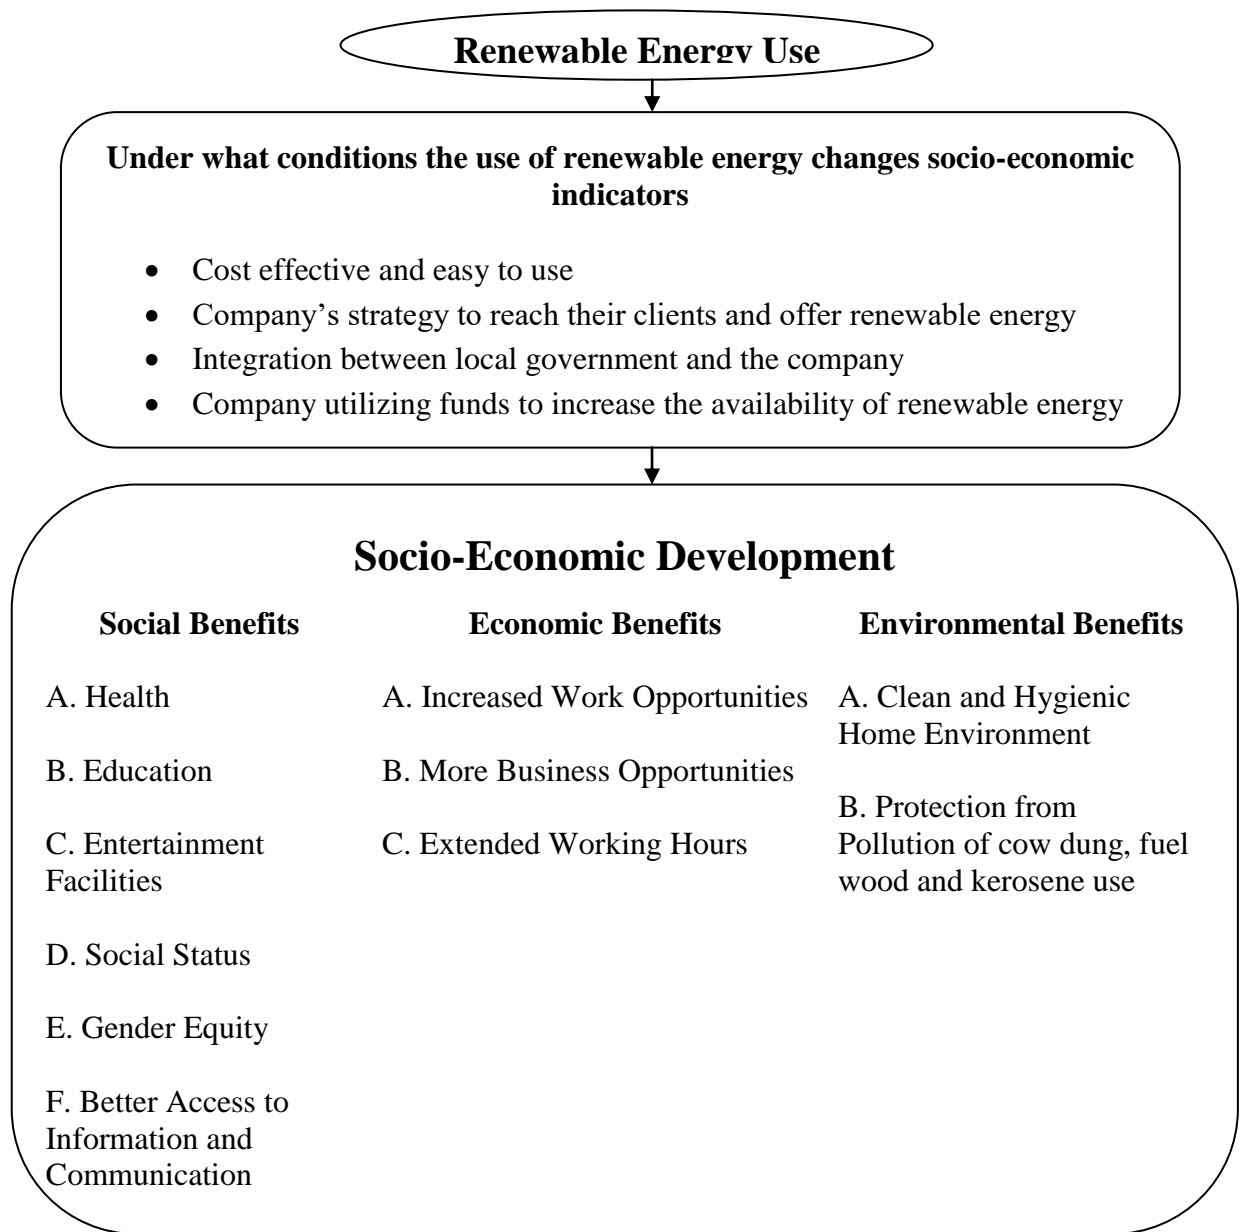 Renewable Energy Use
Under what conditions the use of renewable energy changes socio-economic
indicators
• Cost effective and easy to use
• Company’s strategy to reach their clients and offer renewable energy
• Integration between local government and the company
• Company utilizing funds to increase the availability of renewable energy
Socio-Economic Development
Social Benefits
A. Health
B. Education
C. Entertainment
Facilities
D. Social Status
E. Gender Equity
F. Better Access to
Information and
Communication
Economic Benefits
A. Increased Work Opportunities
B. More Business Opportunities
C. Extended Working Hours
Environmental Benefits
A. Clean and Hygienic
Home Environment
B. Protection from
Pollution of cow dung, fuel
wood and kerosene use